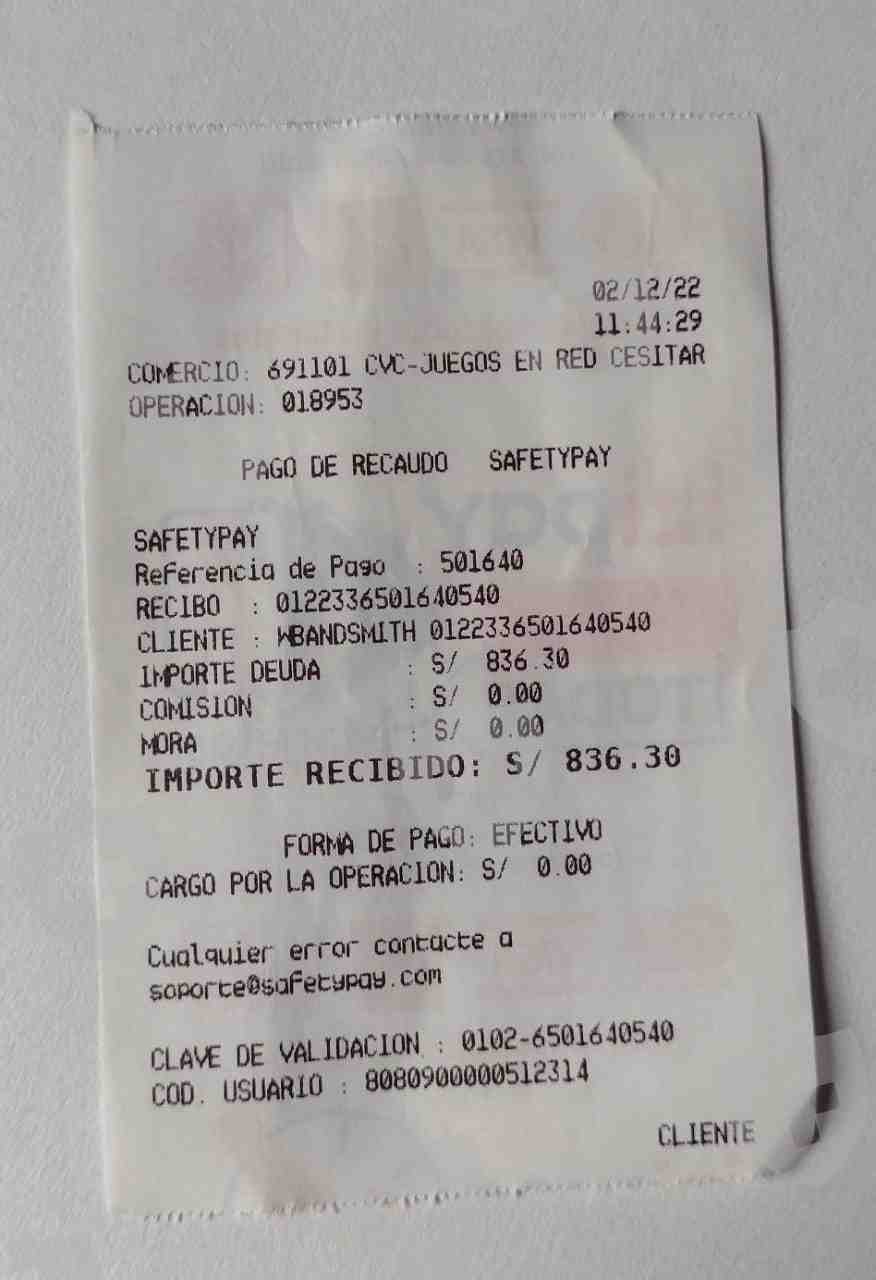 02/12/22
11:44:29
COMERCIO: 691101 CVC-JUEGOS EN RED CESITAR
OPERACION: 018953
PAGO DE RECAUDO SAFETYPAY
SAFETYPAY
Referencia de Pago : 501640
RECIBO : 0122336501640540
CLIENTE : WBANDSMITH 0122336501640540
IMPORTE DEUDA : S/ 836.30
COMISION : S/ 0.00
MORA : S/ 0.00
IMPORTE RECIBIDO: S/ 836.30
FORMA DE PAGO: EFECTIVO
CARGO POR LA OPERACION: S/ 0.00
Cualquier error contacte a
soporte@safetypay.com
CLAVE DE VALIDACION : 0102-6501640540
COD. USUARIO : 8080900000512314
CLIENTE